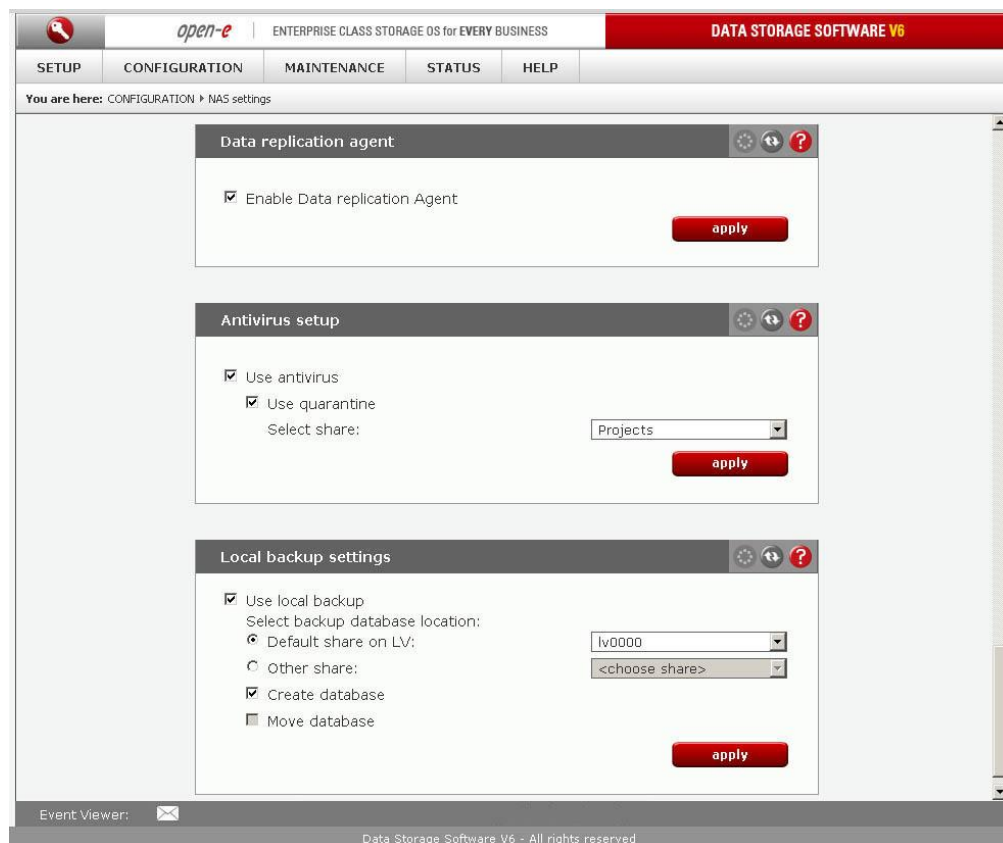 open-e ENTERPRISE CLASS STORAGE OS for EVERY BUSINESS DATA STORAGE SOFTWARE V6
SETUP CONFIGURATION MAINTENANCE STATUS HELP
You are here: CONFIGURATION ▸ NAS settings
Data replication agent
?
Enable Data replication Agent
apply
Antivirus setup
?
Use antivirus
Use quarantine
Select share: Projects
apply
Local backup settings
?
Use local backup
Select backup database location:
Default share on LV: lv0000
Other share: <choose share>
Create database
Move database
apply
Event Viewer:
Data Storage Software V6 - All rights reserved